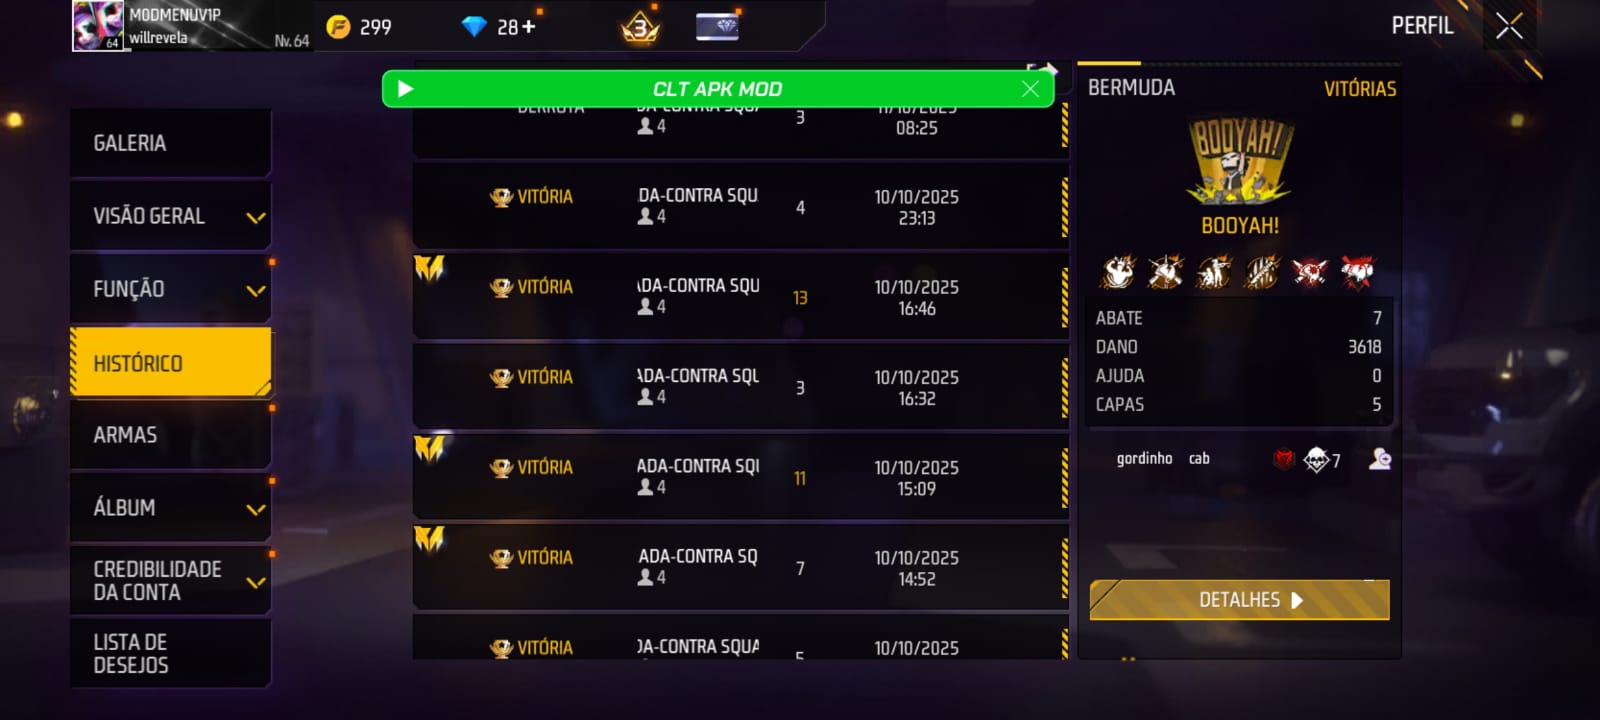 M0DMENUV1P
willrevela
64
Nv. 64
299
28+
3
PERFIL
CLT APK MOD
GALERIA
VISÃO GERAL
FUNÇÃO
HISTÓRICO
ARMAS
ÁLBUM
CREDIBILIDADE
DA CONTA
LISTA DE
DESEJOS
4
3
08:25
VITÓRIA
DA-CONTRA SQU
4
4
10/10/2025
23:13
VITÓRIA
ADA-CONTRA SQU
4
13
10/10/2025
16:46
VITÓRIA
ADA-CONTRA SQU
4
3
10/10/2025
16:32
VITÓRIA
ADA-CONTRA SQU
4
11
10/10/2025
15:09
VITÓRIA
ADA-CONTRA SQ
4
7
10/10/2025
14:52
VITÓRIA
DA-CONTRA SQUA
5
10/10/2025
BERMUDA
VITÓRIAS
BOOYAH!
BOOYAH!
ABATE 7
DANO 3618
AJUDA 0
CAPAS 5
gordinho cab
7
DETALHES